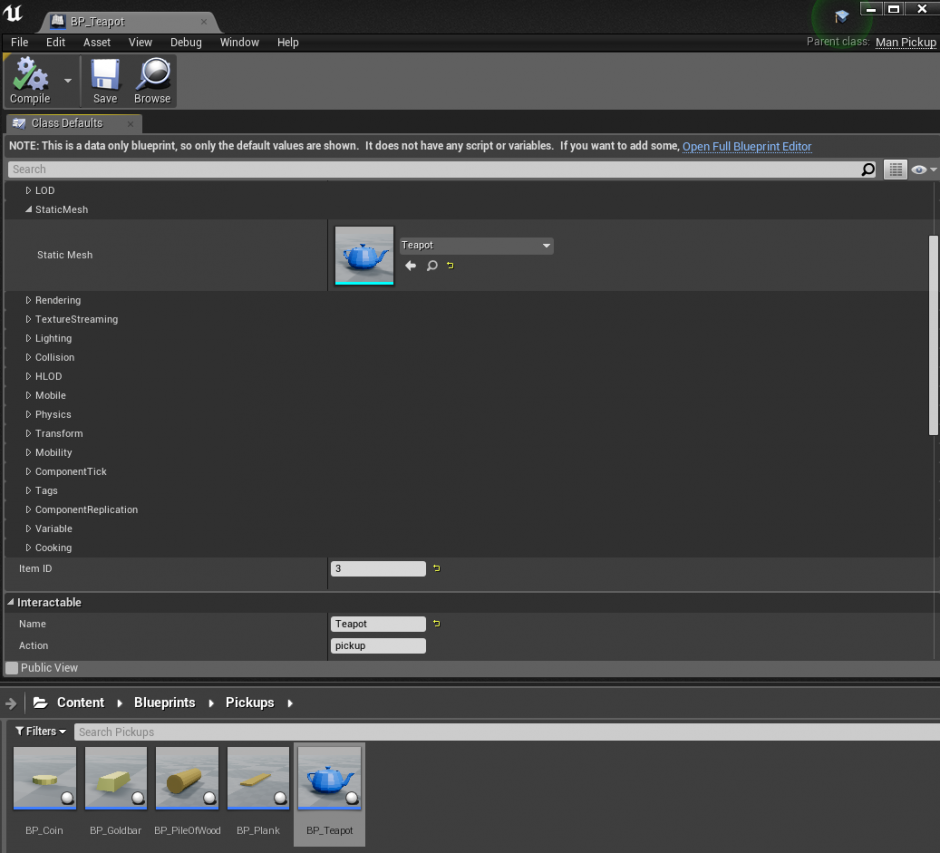 BP_Teapot
File Edit Asset View Debug Window Help
Parent class: Man Pickup
Compile Save Browse
Class Defaults
NOTE: This is a data only blueprint, so only the default values are shown. It does not have any script or variables. If you want to add some, Open Full Blueprint Editor
Search
LOD
StaticMesh
Static Mesh
Teapot
Rendering
TextureStreaming
Lighting
Collision
HLOD
Mobile
Physics
Transform
Mobility
ComponentTick
Tags
ComponentReplication
Variable
Cooking
Item ID 3
Interactable
Name Teapot
Action pickup
Public View
Content Blueprints Pickups
Filters Search Pickups
BP_Coin BP_Goldbar BP_PileOfWood BP_Plank BP_Teapot